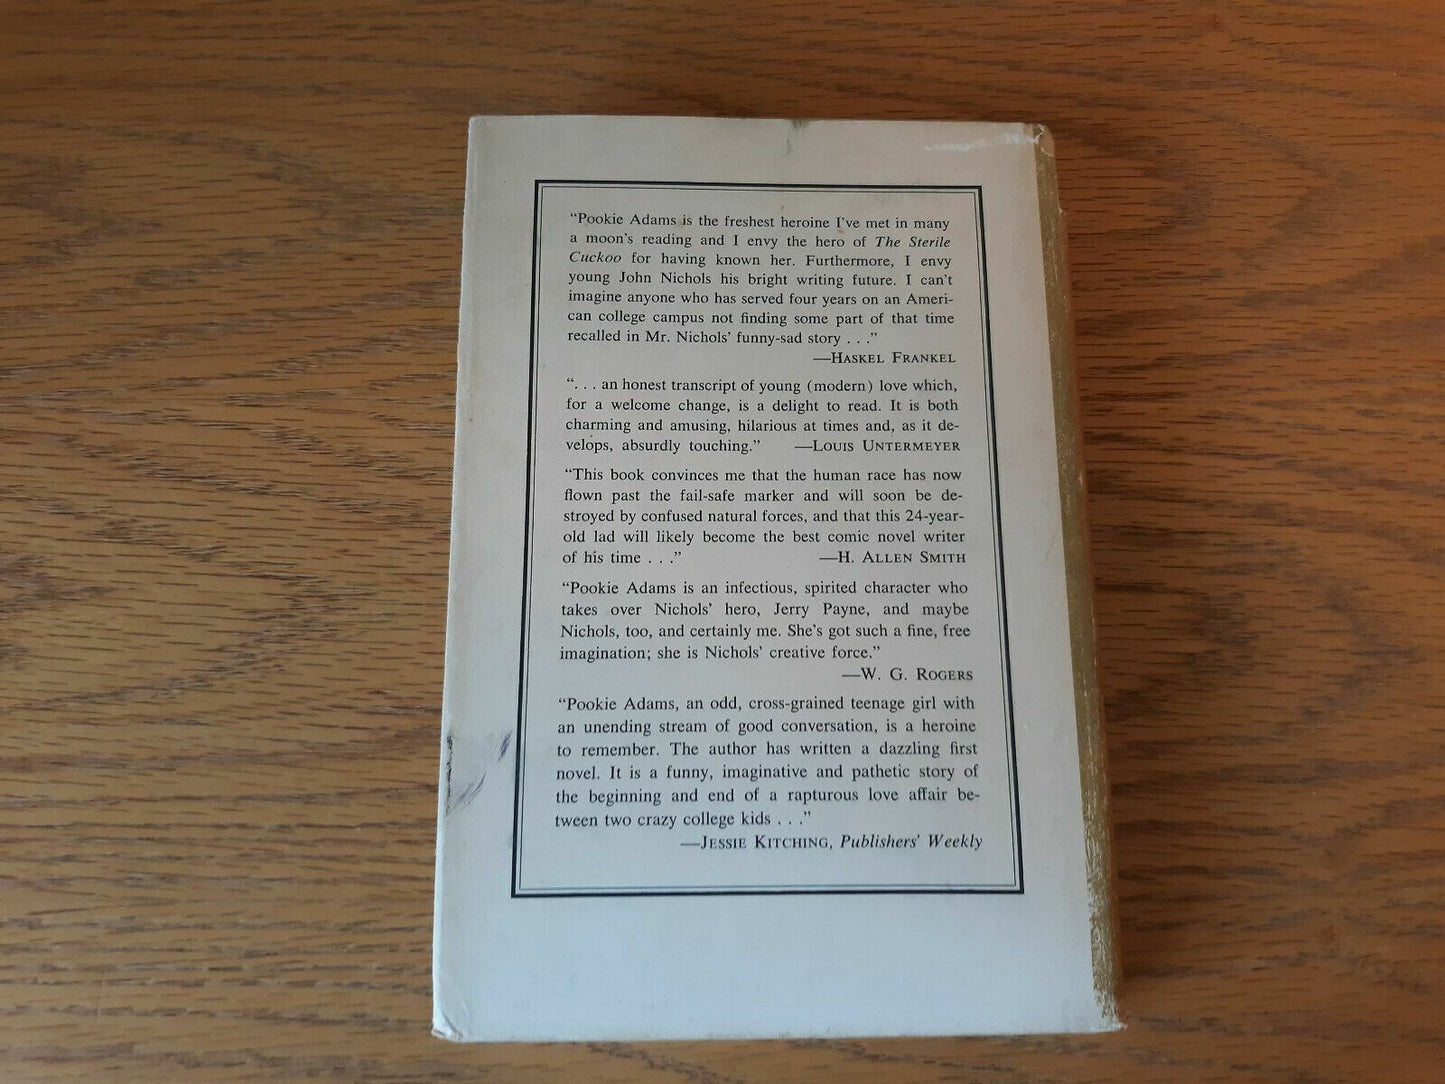 “Pookie Adams is the freshest heroine I’ve met in many
a moon’s reading and I envy the hero of The Sterile
Cuckoo for having known her. Furthermore, I envy
young John Nichols his bright writing future. I can’t
imagine anyone who has served four years on an Ameri-
can college campus not finding some part of that time
recalled in Mr. Nichols’ funny-sad story . . .”
—HASKEL FRANKEL
“. . . an honest transcript of young (modern) love which,
for a welcome change, is a delight to read. It is both
charming and amusing, hilarious at times and, as it de-
velops, absurdly touching.” —LOUIS UNTERMEYER
“This book convinces me that the human race has now
flown past the fail-safe marker and will soon be de-
stroyed by confused natural forces, and that this 24-year-
old lad will likely become the best comic novel writer
of his time . . .” —H. ALLEN SMITH
“Pookie Adams is an infectious, spirited character who
takes over Nichols’ hero, Jerry Payne, and maybe
Nichols, too, and certainly me. She’s got such a fine, free
imagination; she is Nichols’ creative force.”
—W. G. ROGERS
“Pookie Adams, an odd, cross-grained teenage girl with
an unending stream of good conversation, is a heroine
to remember. The author has written a dazzling first
novel. It is a funny, imaginative and pathetic story of
the beginning and end of a rapturous love affair be-
tween two crazy college kids . . .”
—JESSIE KITCHING, Publishers’ Weekly